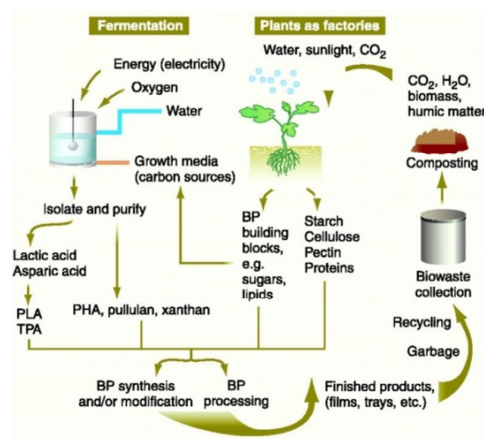 Fermentation
Plants as factories
Energy (electricity)
Oxygen
Water
Growth media
(carbon sources)
Isolate and purify
Lactic acid
Asparic acid
PLA
TPA
PHA, pullulan, xanthan
Water, sunlight, CO2
BP
building
blocks,
e.g.
sugars,
lipids
Starch
Cellulose
Pectin
Proteins
CO2, H2O,
biomass,
humic matter
Composting
Biowaste
collection
Recycling
Garbage
BP synthesis
and/or modification
BP
processing
Finished products,
(films, trays, etc.)